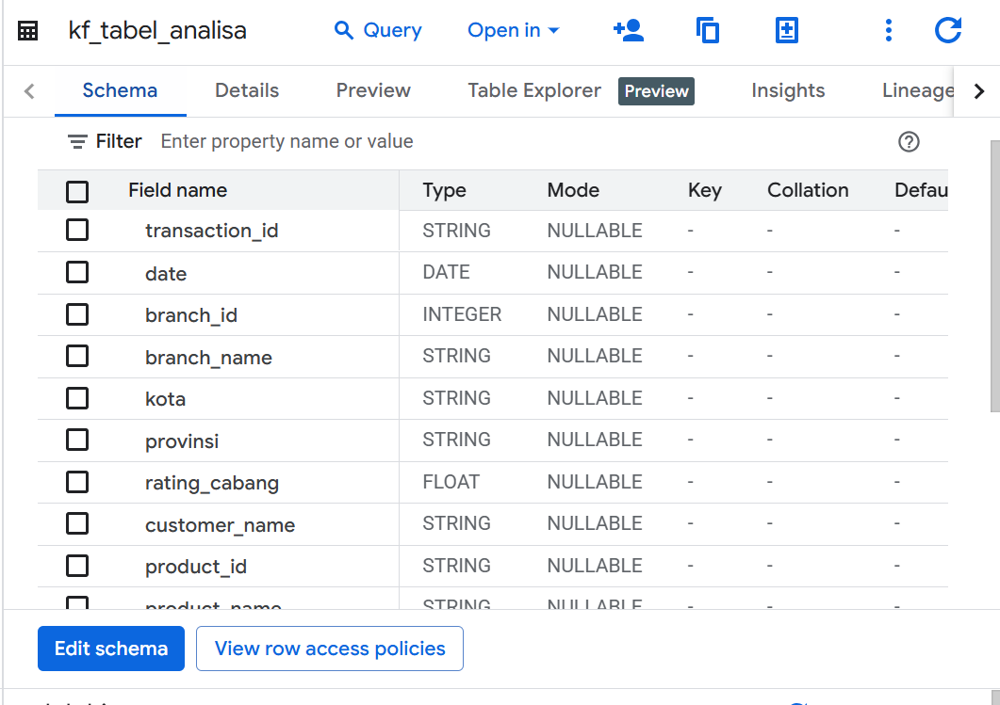 kf_tabel_analisa Query Open in
Schema Details Preview Table Explorer Preview Insights Lineage
Filter Enter property name or value
Field name Type Mode Key Collation Defau
transaction_id STRING NULLABLE - - -
date DATE NULLABLE - - -
branch_id INTEGER NULLABLE - - -
branch_name STRING NULLABLE - - -
kota STRING NULLABLE - - -
provinsi STRING NULLABLE - - -
rating_cabang FLOAT NULLABLE - - -
customer_name STRING NULLABLE - - -
product_id STRING NULLABLE - - -
product_name STRING NULLABLE - - -
Edit schema View row access policies